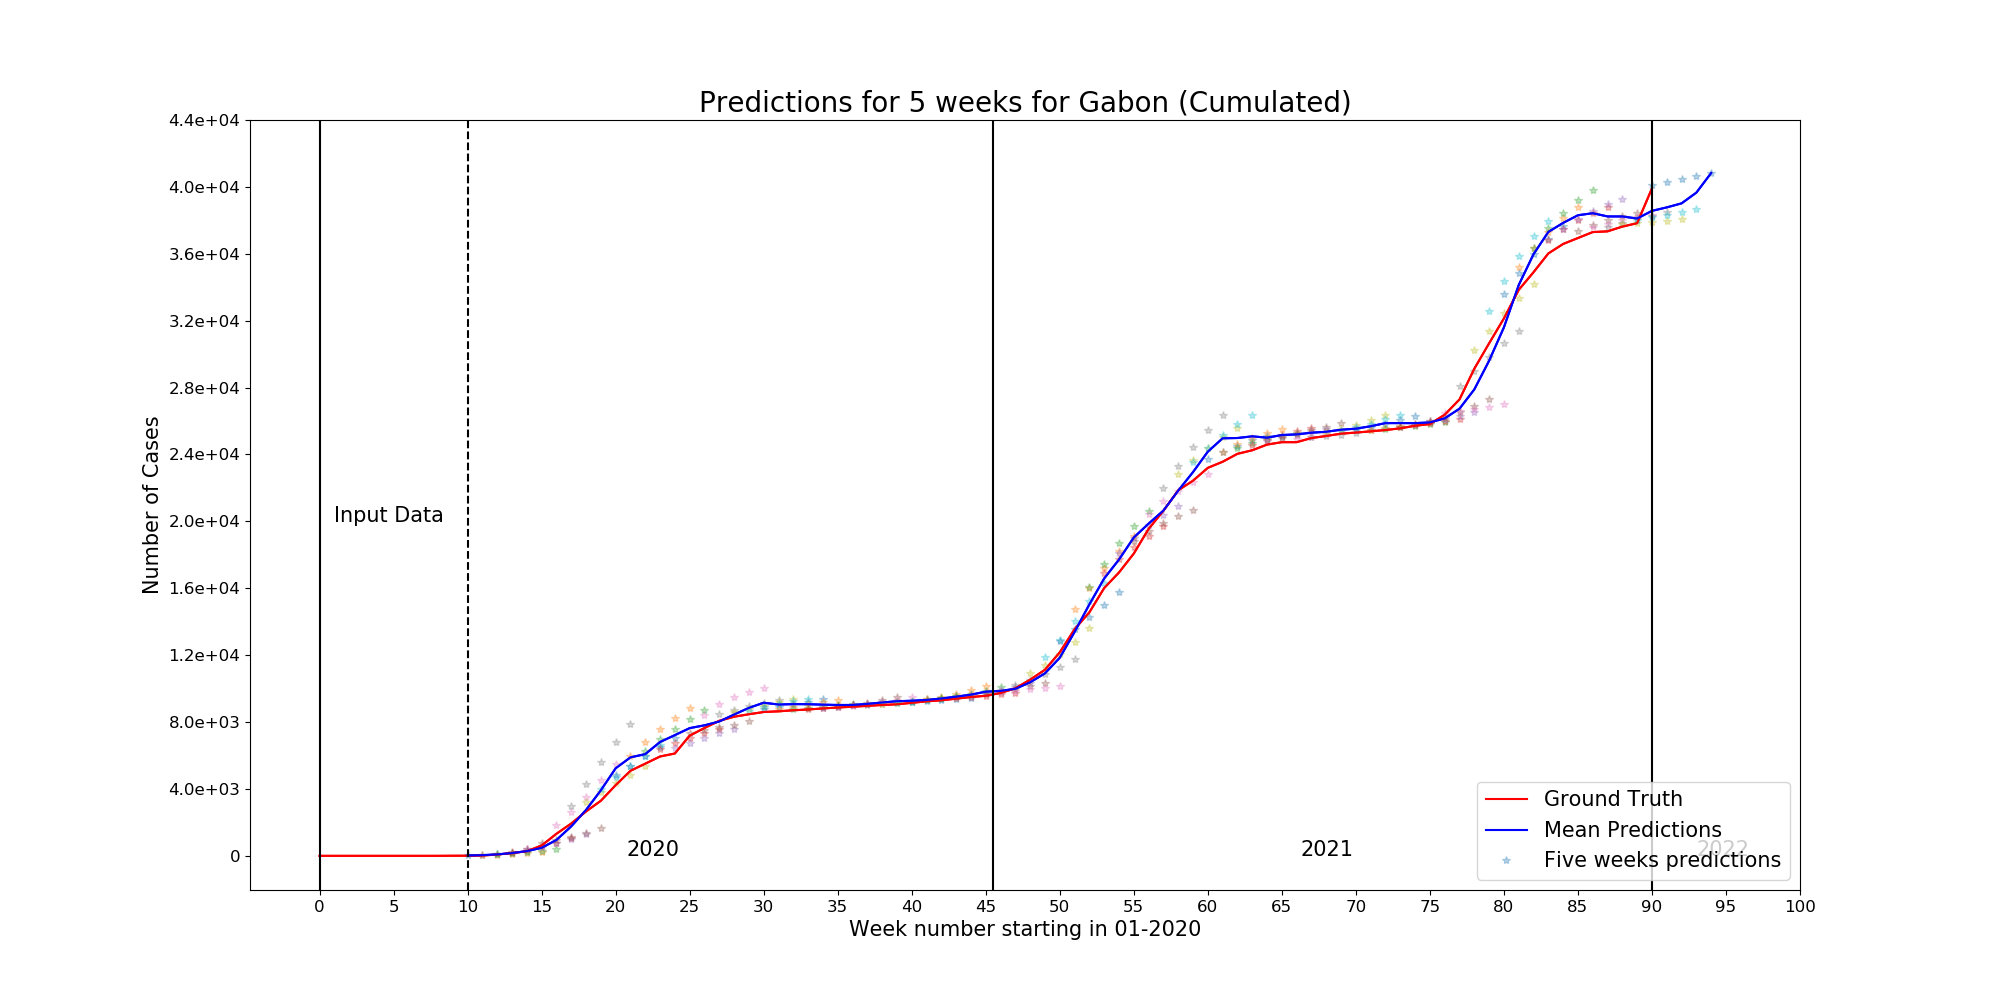 Predictions for 5 weeks for Gabon (Cumulated)
4.4e+04
4.0e+04
3.6e+04
3.2e+04
2.8e+04
2.4e+04
2.0e+04
1.6e+04
1.2e+04
8.0e+03
4.0e+03
0
Number of Cases
Input Data
2020
2021
2022
Ground Truth
Mean Predictions
Five weeks predictions
0 5 10 15 20 25 30 35 40 45 50 55 60 65 70 75 80 85 90 95 100
Week number starting in 01-2020